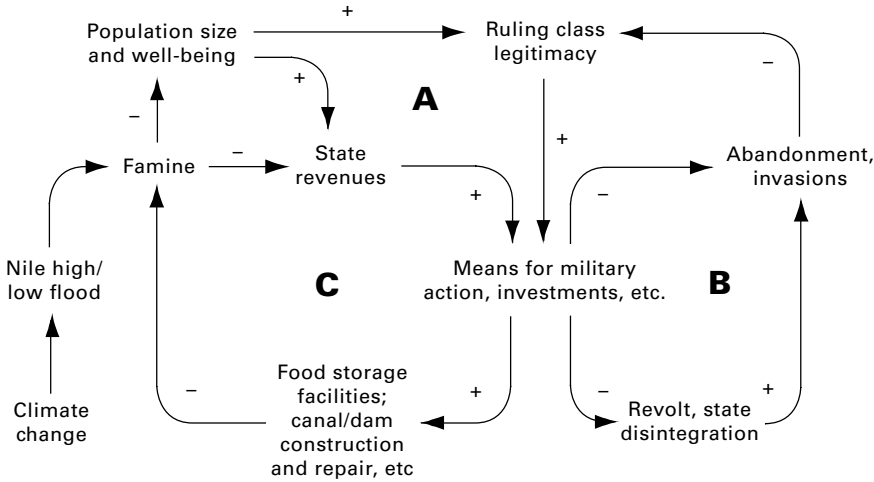 Population size
and well-being
+
Ruling class
legitimacy
+
–
A
–
+
Famine
–
State
revenues
Abandonment,
invasions
+
–
Nile high/
low flood
C
Means for military
action, investments, etc.
B
–
Food storage
facilities;
canal/dam
construction
and repair, etc
+
–
+
Climate
change
Revolt, state
disintegration